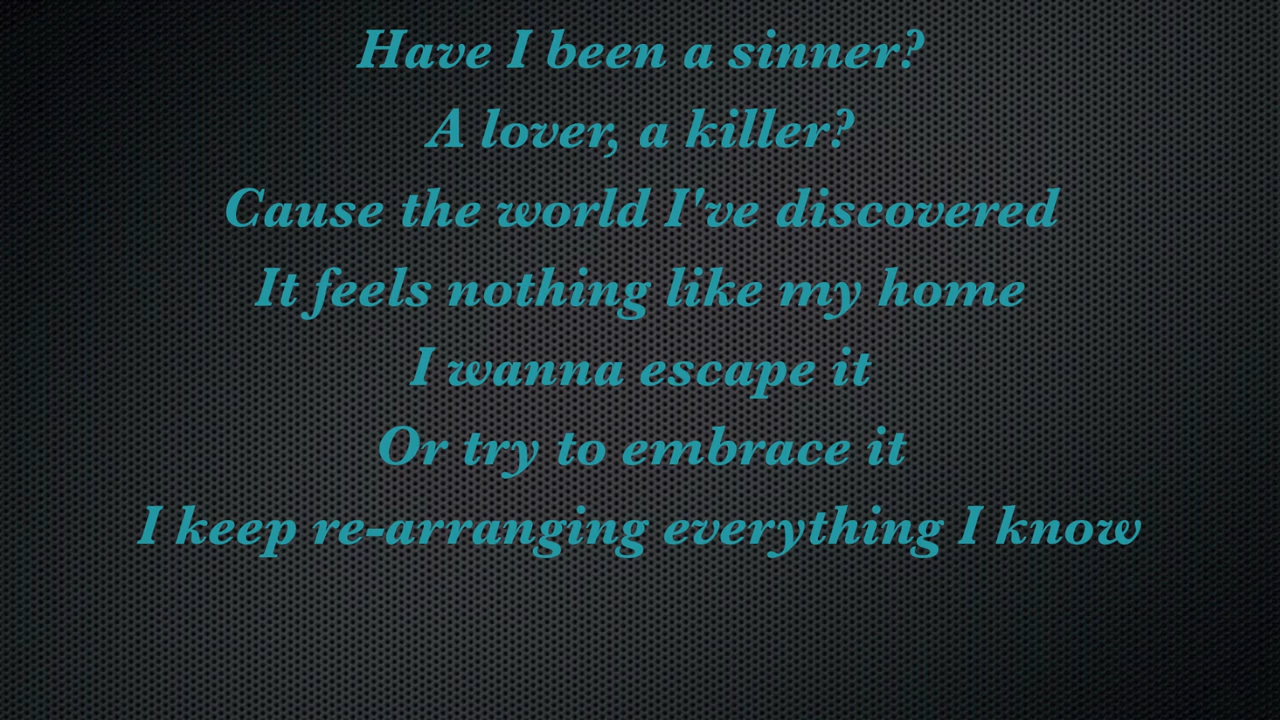 Have I been a sinner?
A lover, a killer?
Cause the world I've discovered
It feels nothing like my home
I wanna escape it
Or try to embrace it
I keep re-arranging everything I know